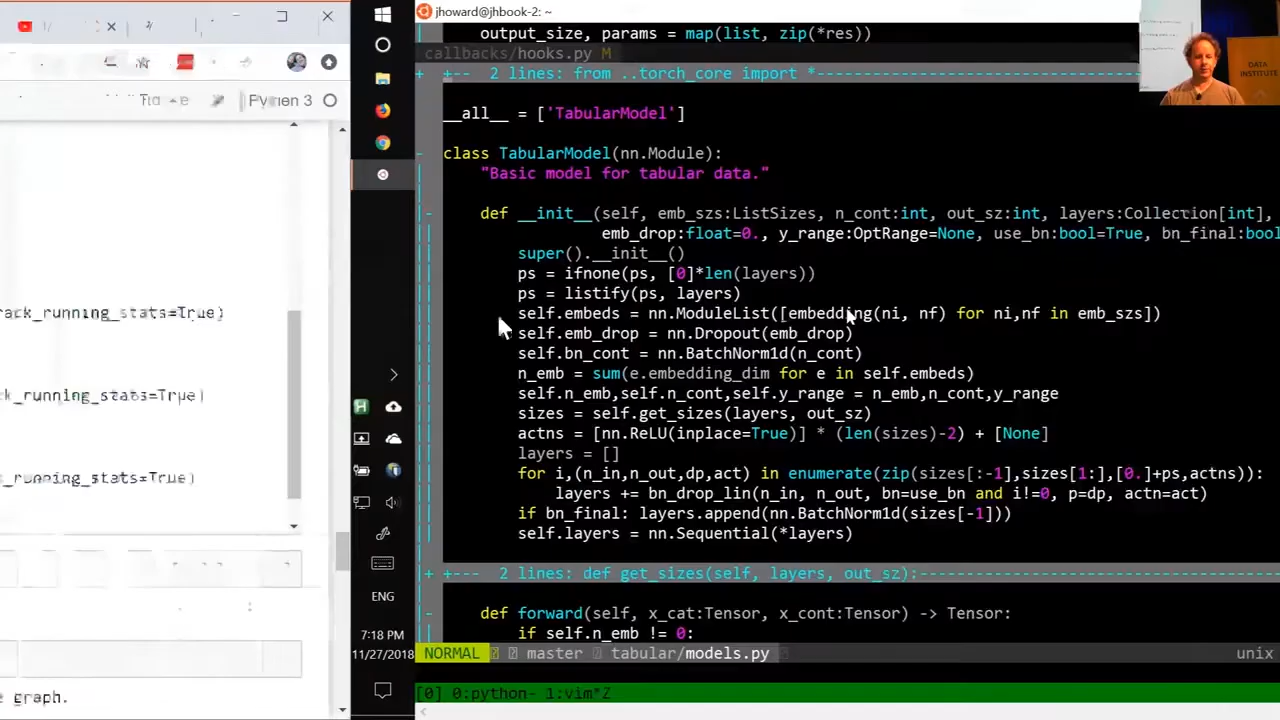 jhoward@jhbook-2: ~
output_size, params = map(list, zip(*res))
callbacks/hooks.py M
+ +-- 2 lines: from ..torch_core import *
__all__ = ['TabularModel']
class TabularModel(nn.Module):
"Basic model for tabular data."
def __init__(self, emb_szs:ListSizes, n_cont:int, out_sz:int, layers:Collection[int],
emb_drop:float=0., y_range:OptRange=None, use_bn:bool=True, bn_final:bool
super().__init__()
ps = ifnone(ps, [0]*len(layers))
ps = listify(ps, layers)
self.embeds = nn.ModuleList([embedding(ni, nf) for ni,nf in emb_szs])
self.emb_drop = nn.Dropout(emb_drop)
self.bn_cont = nn.BatchNorm1d(n_cont)
n_emb = sum(e.embedding_dim for e in self.embeds)
self.n_emb,self.n_cont,self.y_range = n_emb,n_cont,y_range
sizes = self.get_sizes(layers, out_sz)
actns = [nn.ReLU(inplace=True)] * (len(sizes)-2) + [None]
layers = []
for i,(n_in,n_out,dp,act) in enumerate(zip(sizes[:-1],sizes[1:],[0.]+ps,actns)):
layers += bn_drop_lin(n_in, n_out, bn=use_bn and i!=0, p=dp, actn=act)
if bn_final: layers.append(nn.BatchNorm1d(sizes[-1]))
self.layers = nn.Sequential(*layers)
+ +--- 2 lines: def get_sizes(self, layers, out_sz):
def forward(self, x_cat:Tensor, x_cont:Tensor) -> Tensor:
if self.n_emb != 0:
NORMAL master tabular/models.py unix
[0] 0:python- 1:vim*Z
Python 3
rack_running_stats=True)
ck_running_stats=True)
running_stats=True)
graph.
ENG
7:18 PM
11/27/2018
DATA
INSTITUTE